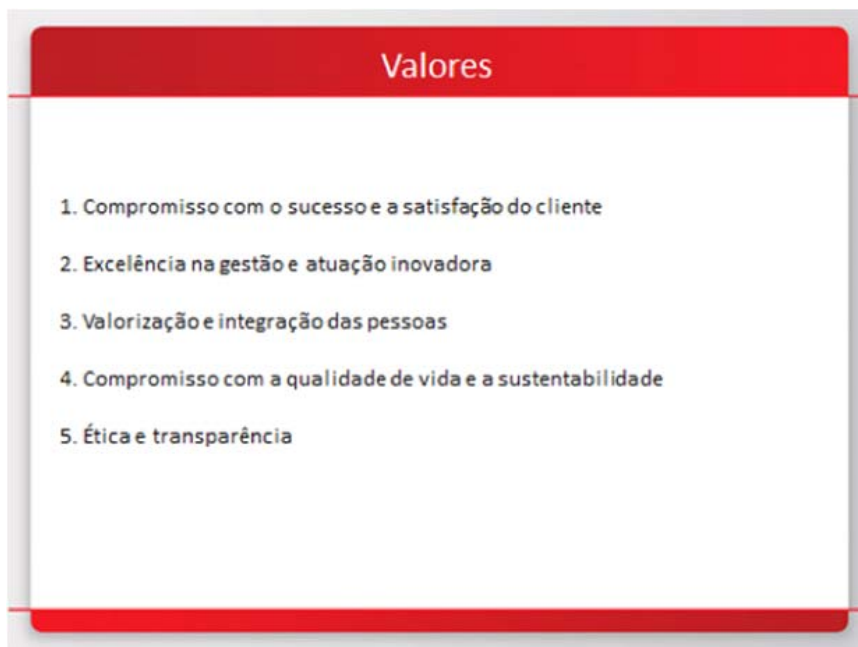 Valores
1. Compromisso com o sucesso e a satisfação do cliente
2. Excelência na gestão e atuação inovadora
3. Valorização e integração das pessoas
4. Compromisso com a qualidade de vida e a sustentabilidade
5. Ética e transparência